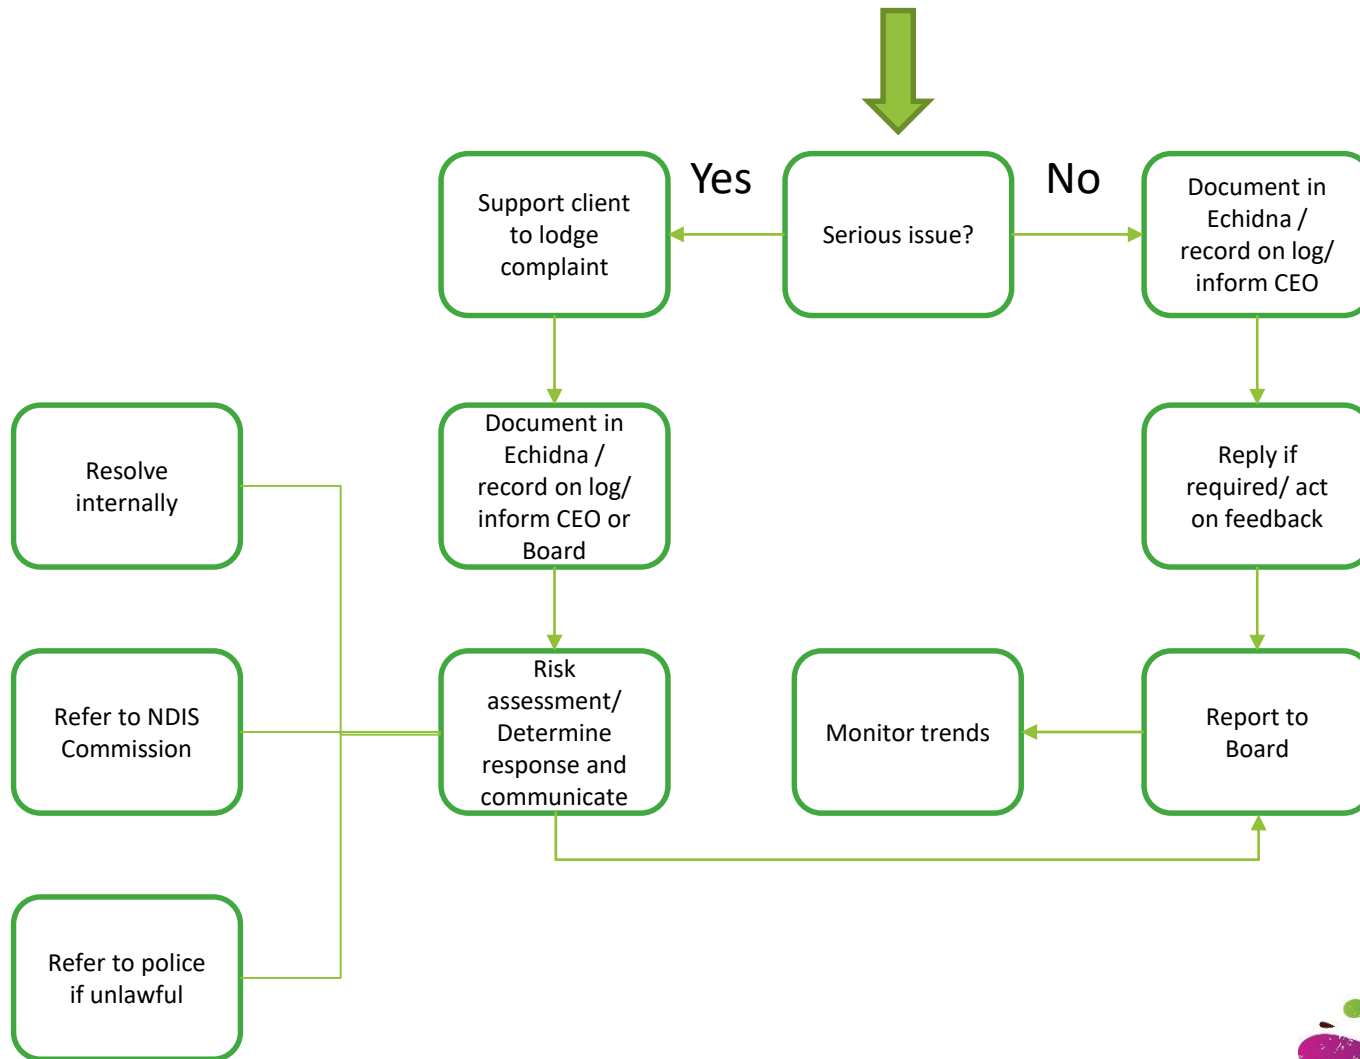 Yes
No
Support client
to lodge
complaint
Serious issue?
Document in
Echidna /
record on log/
inform CEO
Resolve
internally
Document in
Echidna /
record on log/
inform CEO or
Board
Reply if
required/ act
on feedback
Refer to NDIS
Commission
Risk
assessment/
Determine
response and
communicate
Monitor trends
Report to
Board
Refer to police
if unlawful